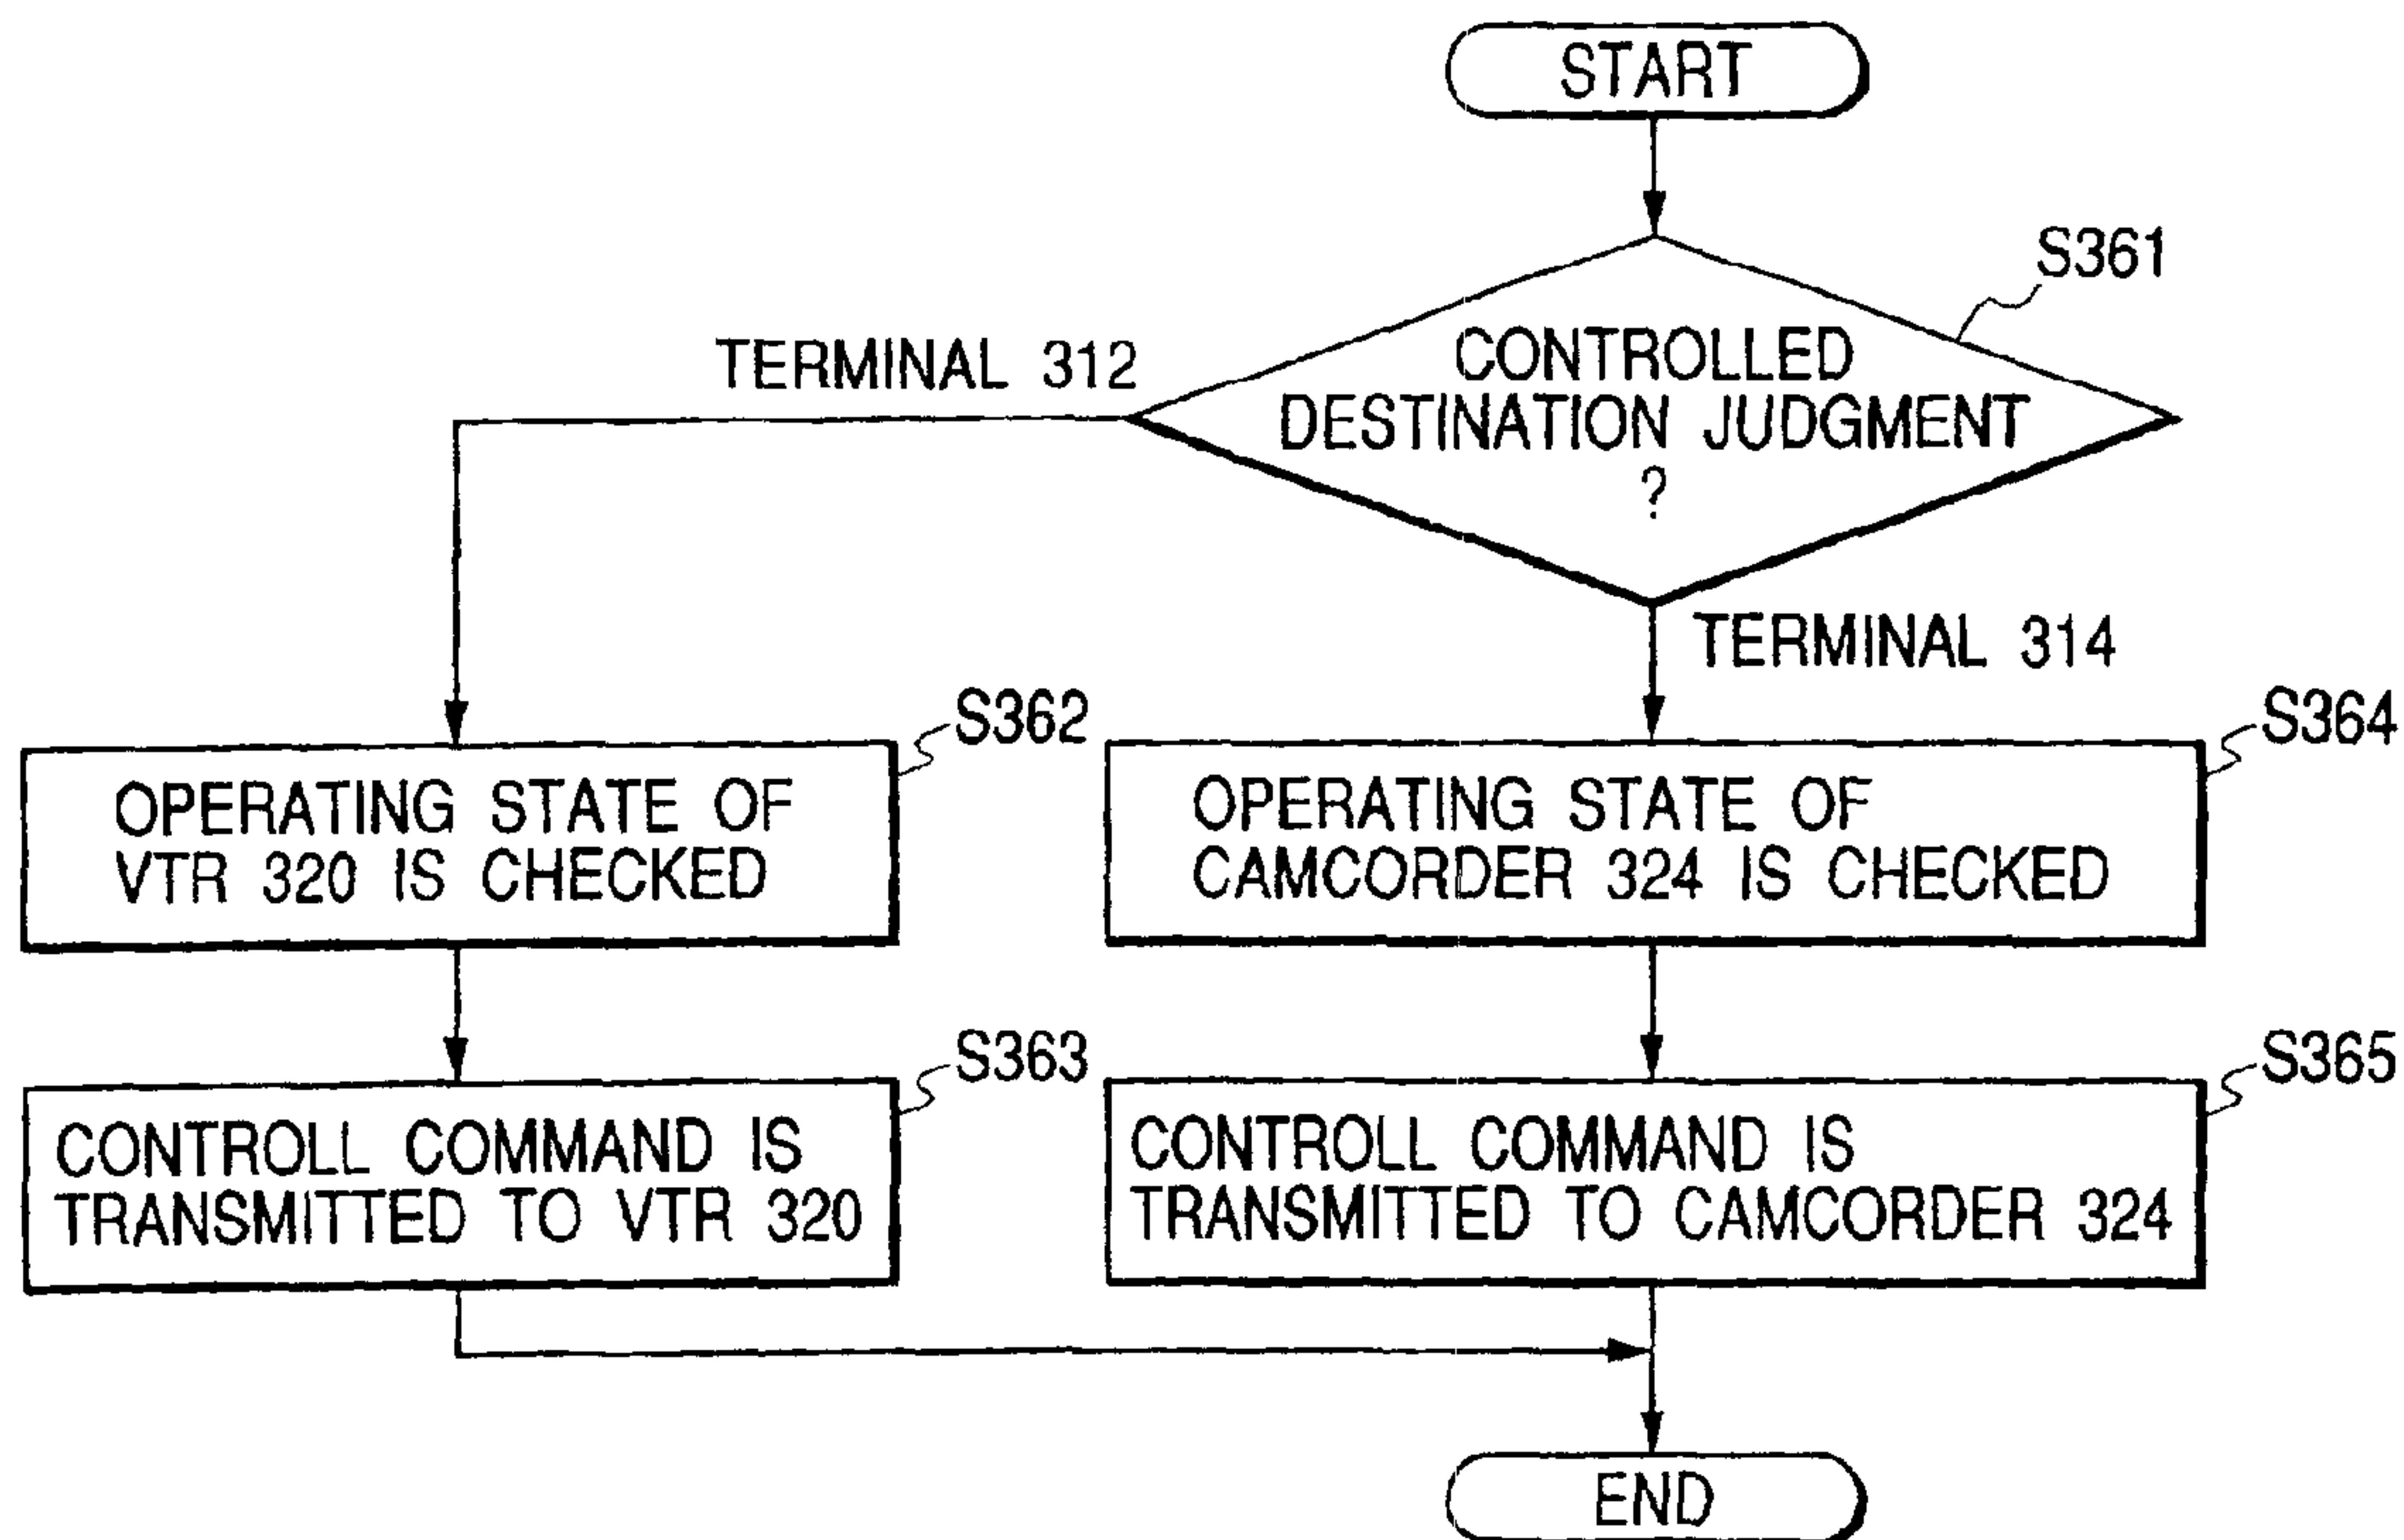 START
S361
CONTROLLED
DESTINATION JUDGMENT
?
TERMINAL 312
TERMINAL 314
S362
OPERATING STATE OF
VTR 320 IS CHECKED
S364
OPERATING STATE OF
CAMCORDER 324 IS CHECKED
S363
CONTROLL COMMAND IS
TRANSMITTED TO VTR 320
S365
CONTROLL COMMAND IS
TRANSMITTED TO CAMCORDER 324
END